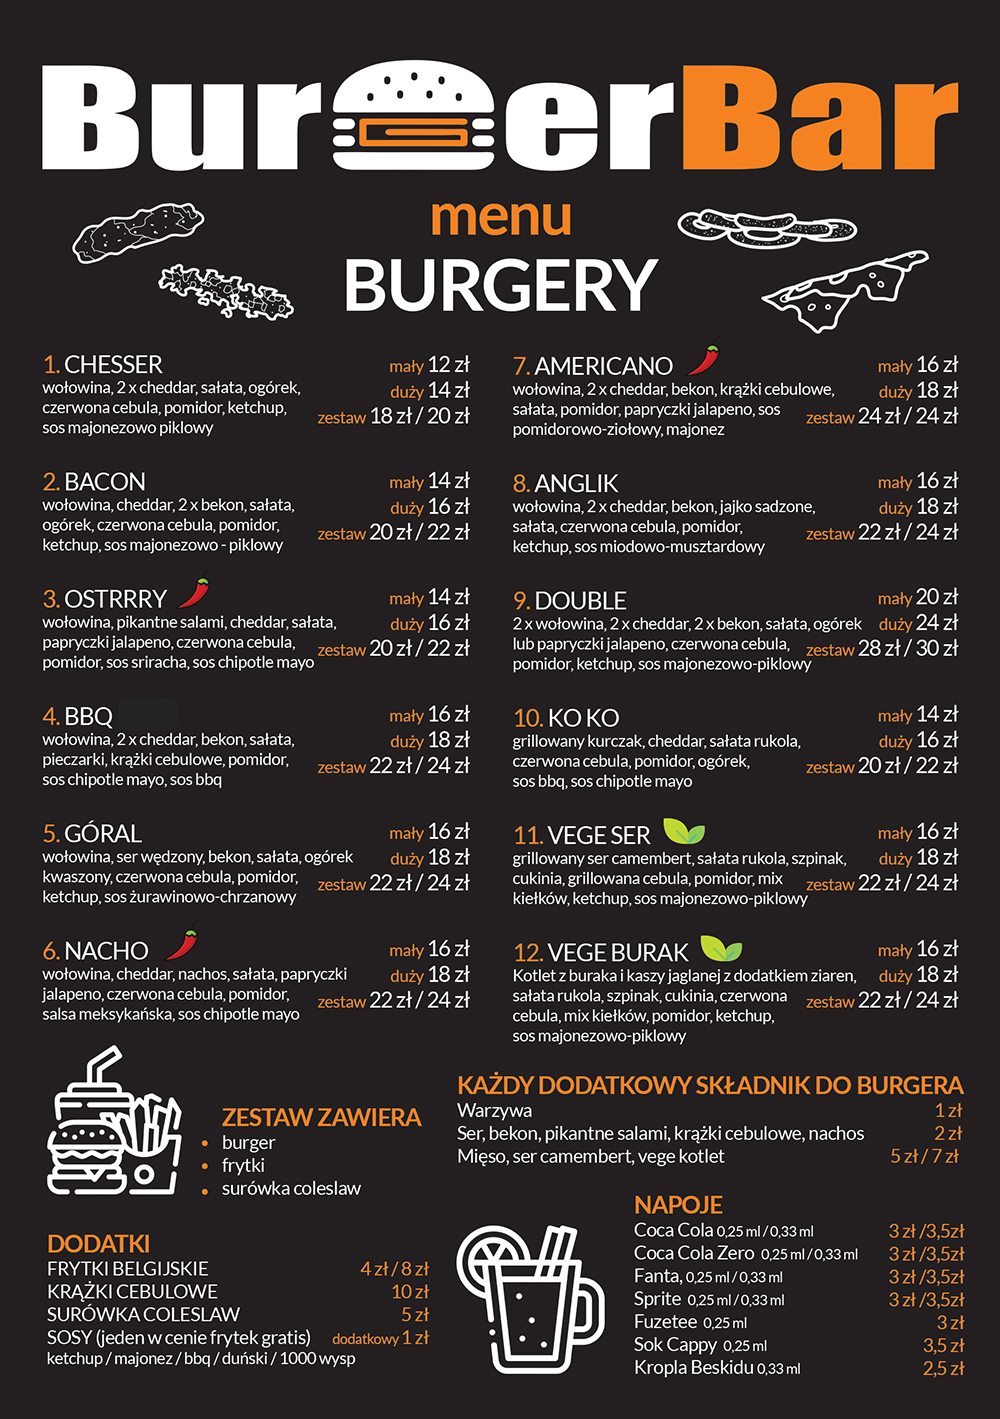 BurGerBar
menu
BURGERY
1. CHESSER
wołowina, 2 x cheddar, sałata, ogórek,
czerwona cebula, pomidor, ketchup,
sos majonezowo piklowy
mały 12 zł
duży 14 zł
zestaw 18 zł / 20 zł
2. BACON
wołowina, cheddar, 2 x bekon, sałata,
ogórek, czerwona cebula, pomidor,
ketchup, sos majonezowo - piklowy
mały 14 zł
duży 16 zł
zestaw 20 zł / 22 zł
3. OSTRRRY
wołowina, pikantne salami, cheddar, sałata,
papryczki jalapeno, czerwona cebula,
pomidor, sos sriracha, sos chipotle mayo
mały 14 zł
duży 16 zł
zestaw 20 zł / 22 zł
4. BBQ
wołowina, 2 x cheddar, bekon, sałata,
pieczarki, krążki cebulowe, pomidor,
sos chipotle mayo, sos bbq
mały 16 zł
duży 18 zł
zestaw 22 zł / 24 zł
5. GÓRAL
wołowina, ser wędzony, bekon, sałata, ogórek
kwaszony, czerwona cebula, pomidor,
ketchup, sos żurawinowo-chrzanowy
mały 16 zł
duży 18 zł
zestaw 22 zł / 24 zł
6. NACHO
wołowina, cheddar, nachos, sałata, papryczki
jalapeno, czerwona cebula, pomidor,
salsa meksykańska, sos chipotle mayo
mały 16 zł
duży 18 zł
zestaw 22 zł / 24 zł
7. AMERICANO
wołowina, 2 x cheddar, bekon, krążki cebulowe,
sałata, pomidor, papryczki jalapeno, sos
pomidorowo-ziołowy, majonez
mały 16 zł
duży 18 zł
zestaw 24 zł / 24 zł
8. ANGLIK
wołowina, 2 x cheddar, bekon, jajko sadzone,
sałata, czerwona cebula, pomidor,
ketchup, sos miodowo-musztardowy
mały 16 zł
duży 18 zł
zestaw 22 zł / 24 zł
9. DOUBLE
2 x wołowina, 2 x cheddar, 2 x bekon, sałata, ogórek
lub papryczki jalapeno, czerwona cebula,
pomidor, ketchup, sos majonezowo-piklowy
mały 20 zł
duży 24 zł
zestaw 28 zł / 30 zł
10. KO KO
grillowany kurczak, cheddar, sałata rukola,
czerwona cebula, pomidor, ogórek,
sos bbq, sos chipotle mayo
mały 14 zł
duży 16 zł
zestaw 20 zł / 22 zł
11. VEGE SER
grillowany ser camembert, sałata rukola, szpinak,
cukinia, grillowana cebula, pomidor, mix
kiełków, ketchup, sos majonezowo-piklowy
mały 16 zł
duży 18 zł
zestaw 22 zł / 24 zł
12. VEGE BURAK
Kotlet z buraka i kaszy jaglanej z dodatkiem ziaren,
sałata rukola, szpinak, cukinia, czerwona
cebula, mix kiełków, pomidor, ketchup,
sos majonezowo-piklowy
mały 16 zł
duży 18 zł
zestaw 22 zł / 24 zł
ZESTAW ZAWIERA
• burger
• frytki
• surówka coleslaw
KAŻDY DODATKOWY SKŁADNIK DO BURGERA
Warzywa 1 zł
Ser, bekon, pikantne salami, krążki cebulowe, nachos 2 zł
Mięso, ser camembert, vege kotlet 5 zł / 7 zł
DODATKI
FRYTKI BELGIJSKIE 4 zł / 8 zł
KRĄŻKI CEBULOWE 10 zł
SURÓWKA COLESLAW 5 zł
SOSY (jeden w cenie frytek gratis) dodatkowy 1 zł
ketchup / majonez / bbq / duński / 1000 wysp
NAPOJE
Coca Cola 0,25 ml / 0,33 ml 3 zł /3,5zł
Coca Cola Zero 0,25 ml / 0,33 ml 3 zł /3,5zł
Fanta, 0,25 ml / 0,33 ml 3 zł /3,5zł
Sprite 0,25 ml / 0,33 ml 3 zł /3,5zł
Fuzetee 0,25 ml 3 zł
Sok Cappy 0,25 ml 3,5 zł
Kropla Beskidu 0,33 ml 2,5 zł